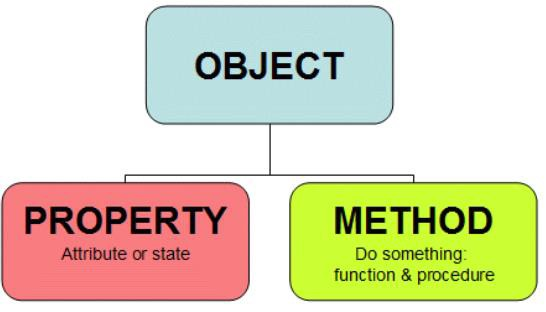 OBJECT
PROPERTY
Attribute or state
METHOD
Do something:
function & procedure